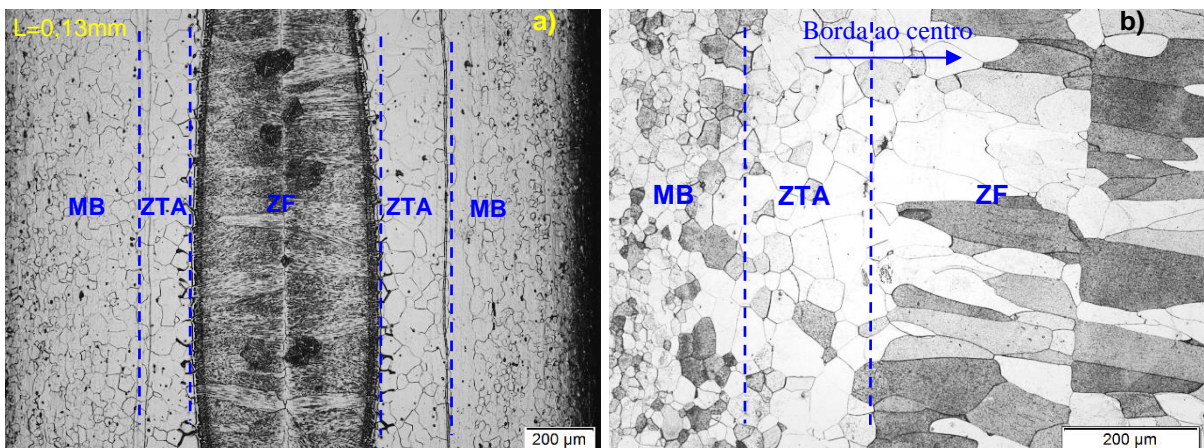 L=0,13mm
a)
MB
ZTA
ZF
ZTA
MB
200 µm
Borda ao centro
b)
MB
ZTA
ZF
200 µm